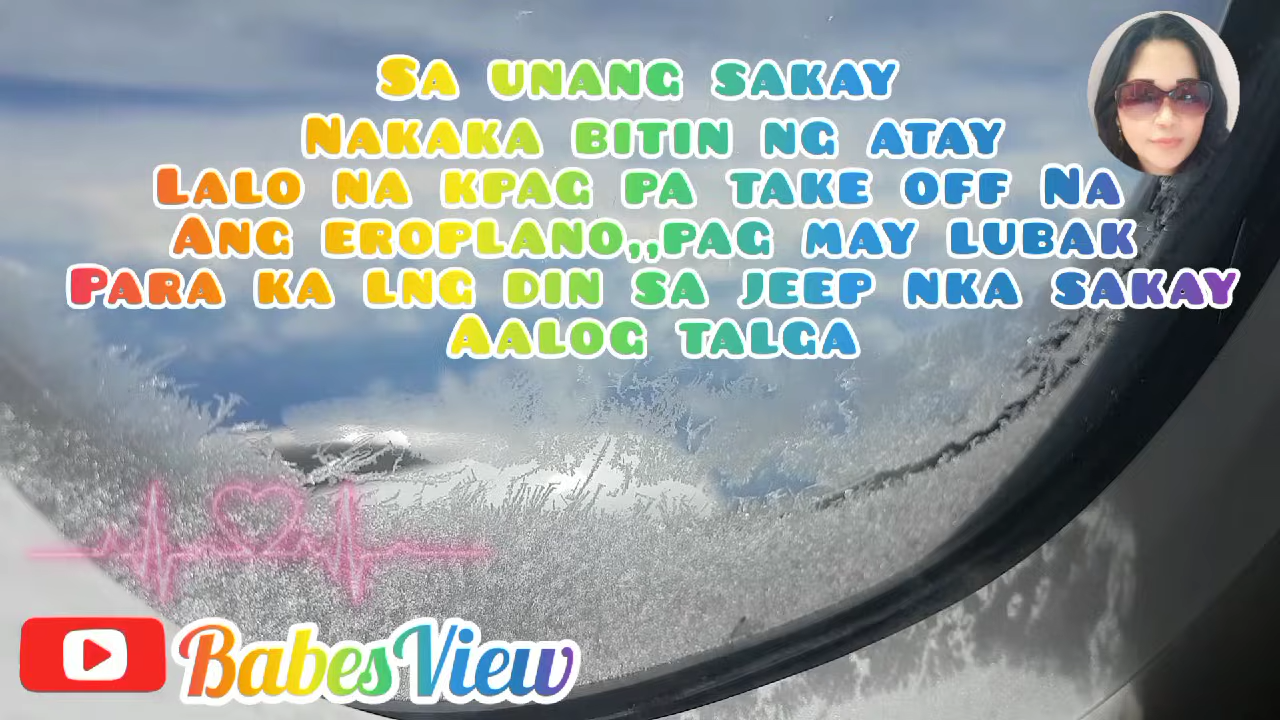 Sa unang sakay
Nakaka bitin ng atay
Lalo na kpag pa take off Na
Ang eroplano,,pag may lubak
Para ka lng din sa jeep nka sakay
Aalog talga
BabesView